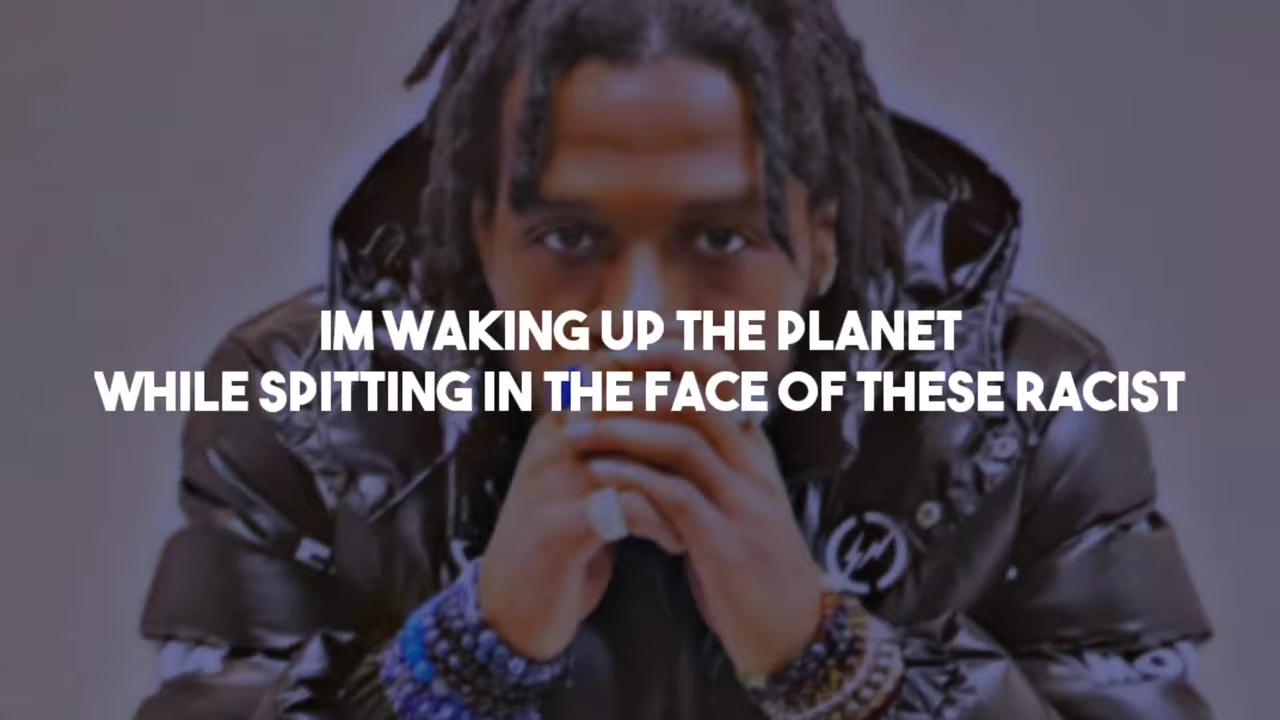 IM WAKING UP THE PLANET
WHILE SPITTING IN THE FACE OF THESE RACIST